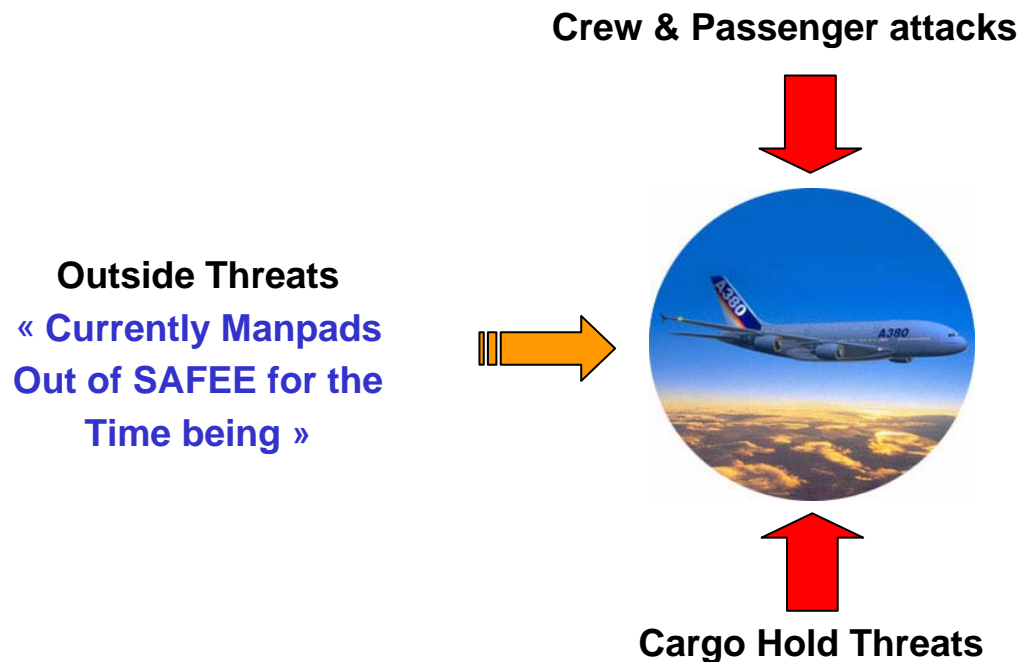 Crew & Passenger attacks
Outside Threats
« Currently Manpads
Out of SAFEE for the
Time being »
A380
A380
Cargo Hold Threats